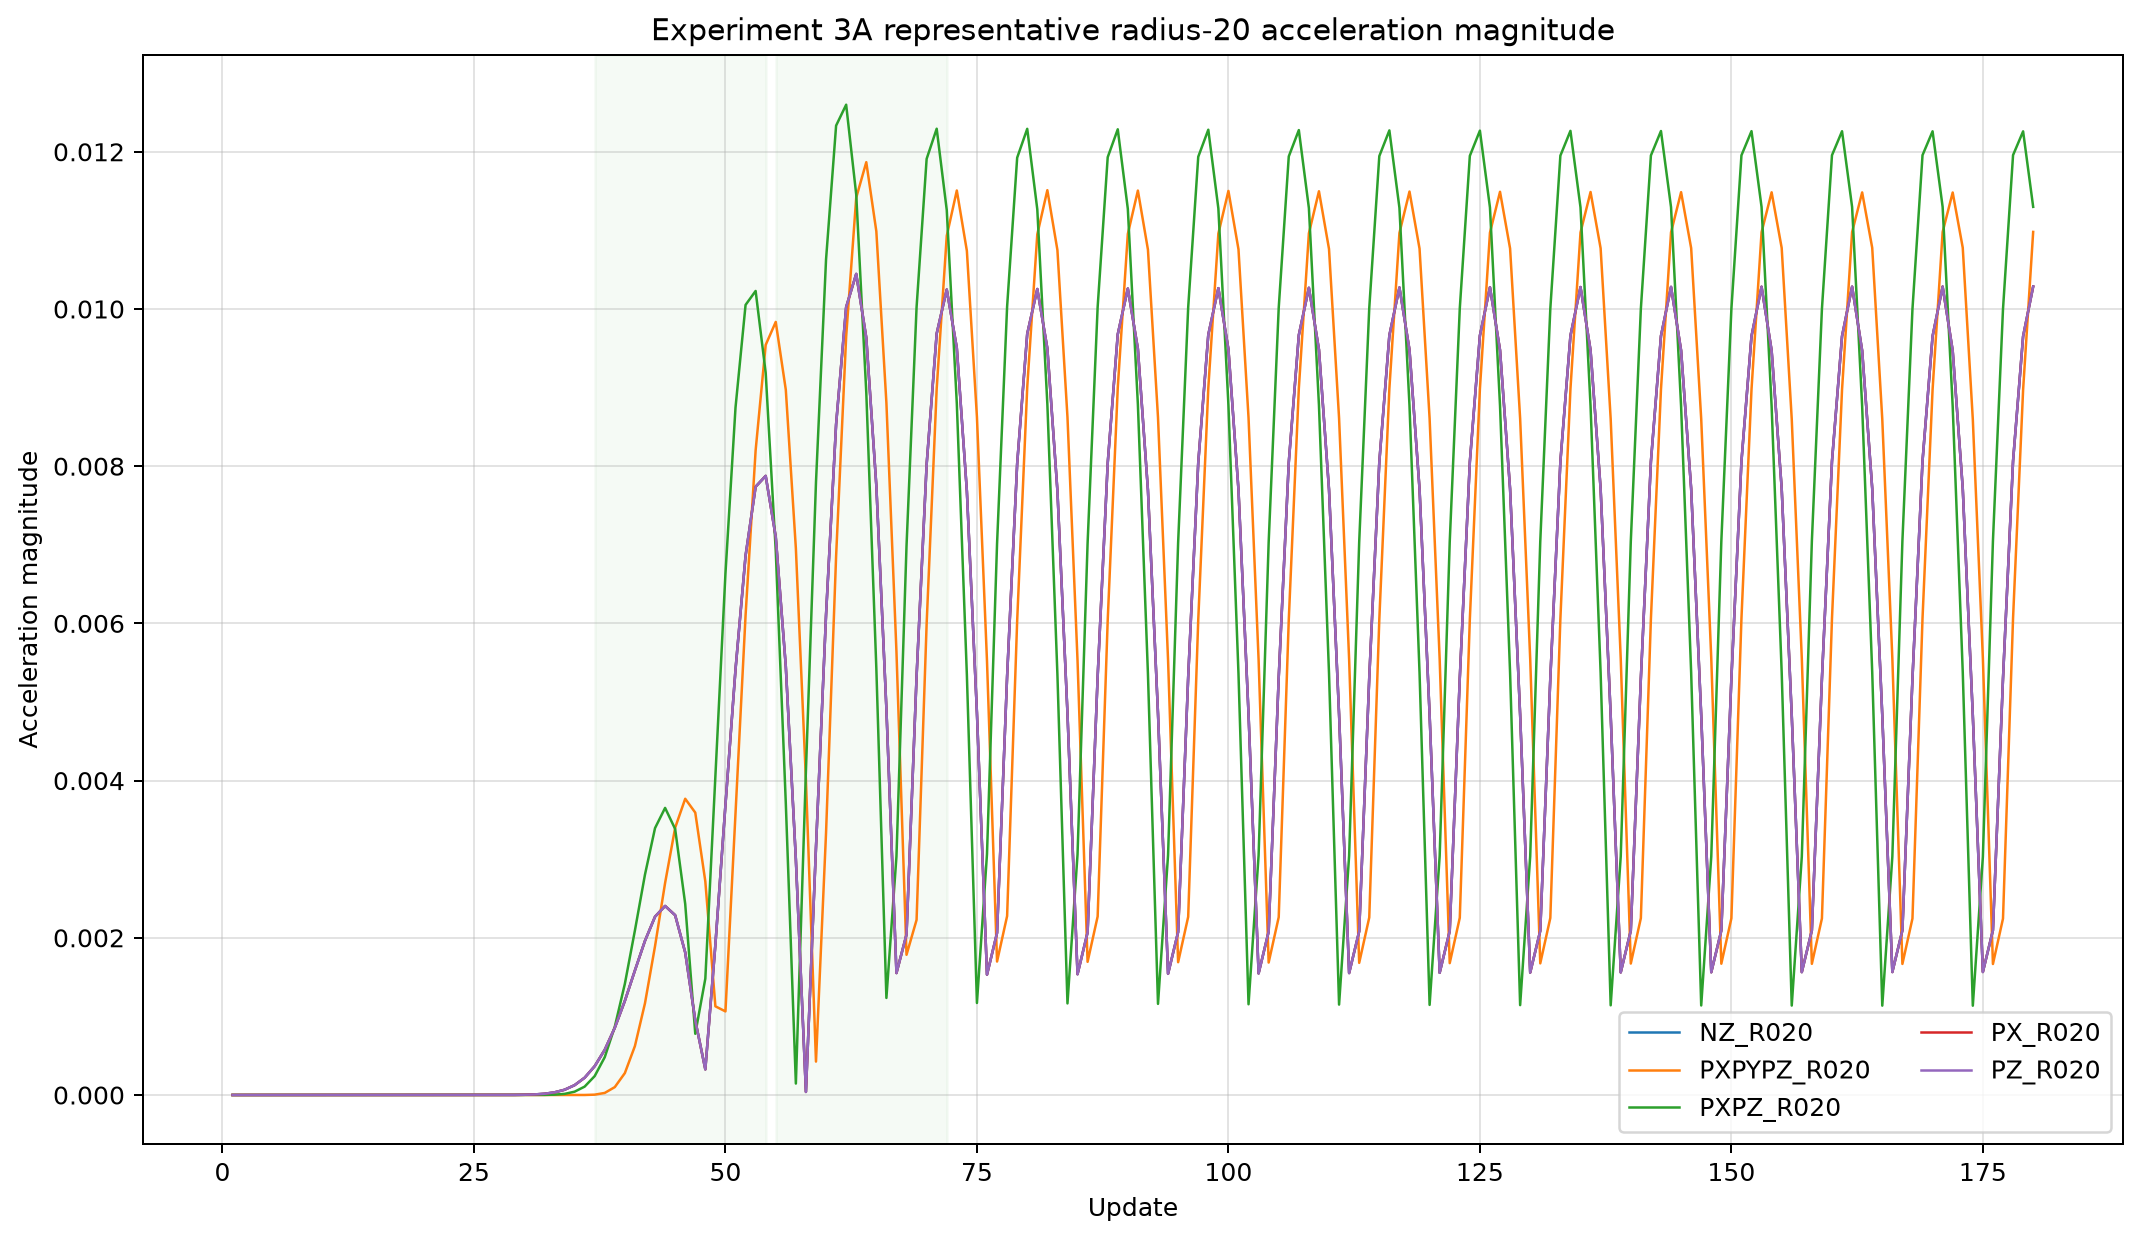 Experiment 3A representative radius-20 acceleration magnitude
Acceleration magnitude
0.012
0.010
0.008
0.006
0.004
0.002
0.000
NZ_R020
PXPYPZ_R020
PXPZ_R020
PX_R020
PZ_R020
0 25 50 75 100 125 150 175
Update